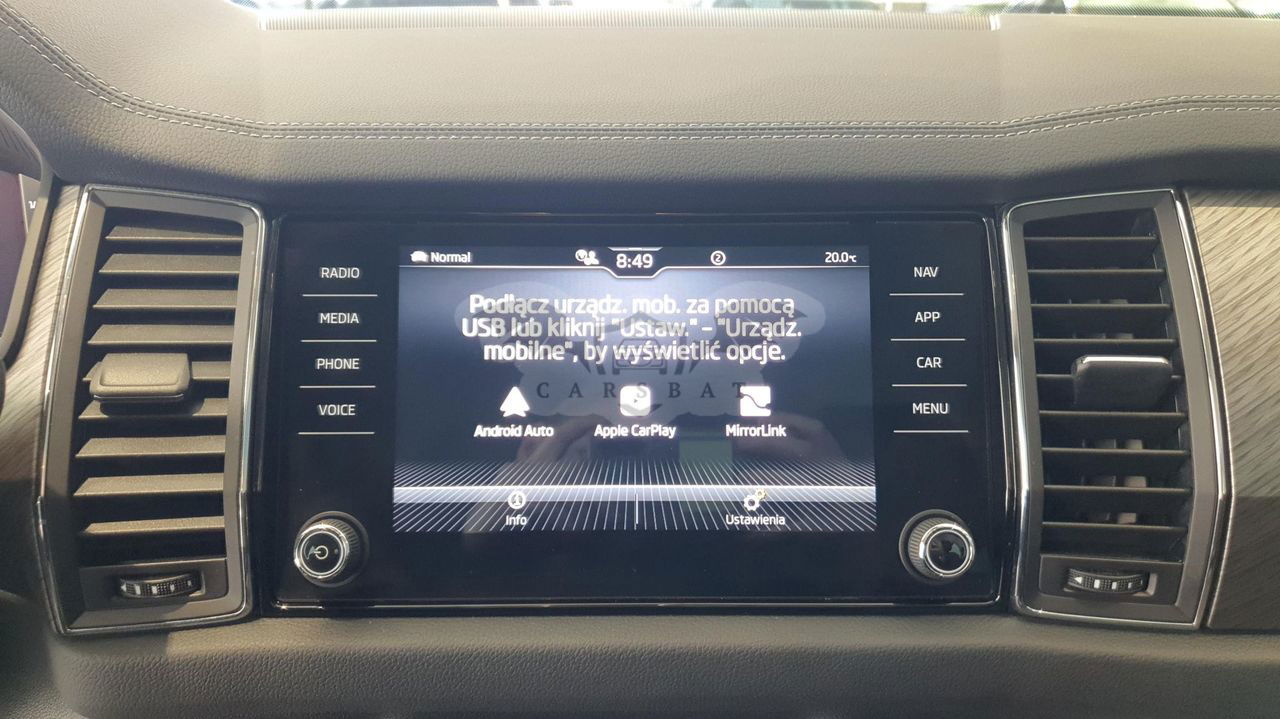 RADIO
MEDIA
PHONE
VOICE
Normal
8:49
2
20.0°C
Podłącz urządz. mob. za pomocą
USB lub kliknij "Ustaw." - "Urządz.
mobilne", by wyświetlić opcje.
CARSBAT
Android Auto
Apple CarPlay
MirrorLink
Info
Ustawienia
NAV
APP
CAR
MENU